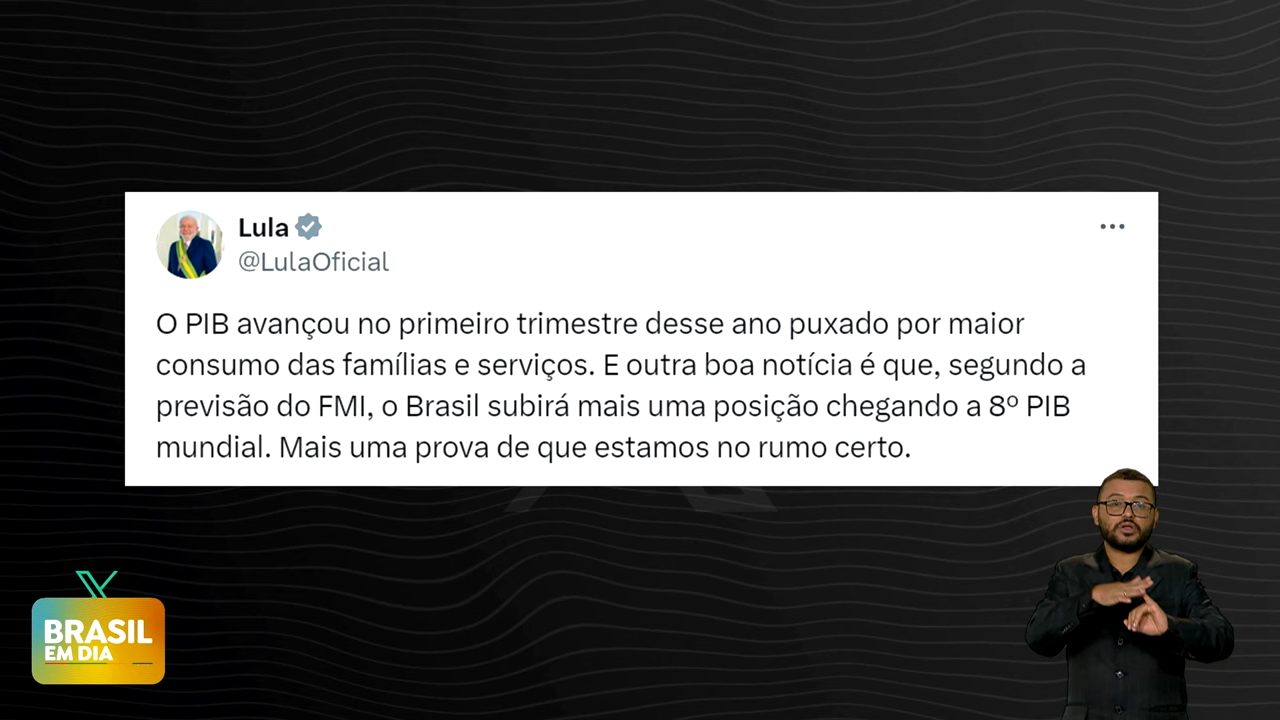 Lula
@LulaOficial
O PIB avançou no primeiro trimestre desse ano puxado por maior
consumo das famílias e serviços. E outra boa notícia é que, segundo a
previsão do FMI, o Brasil subirá mais uma posição chegando a 8º PIB
mundial. Mais uma prova de que estamos no rumo certo.
BRASIL
EM DIA